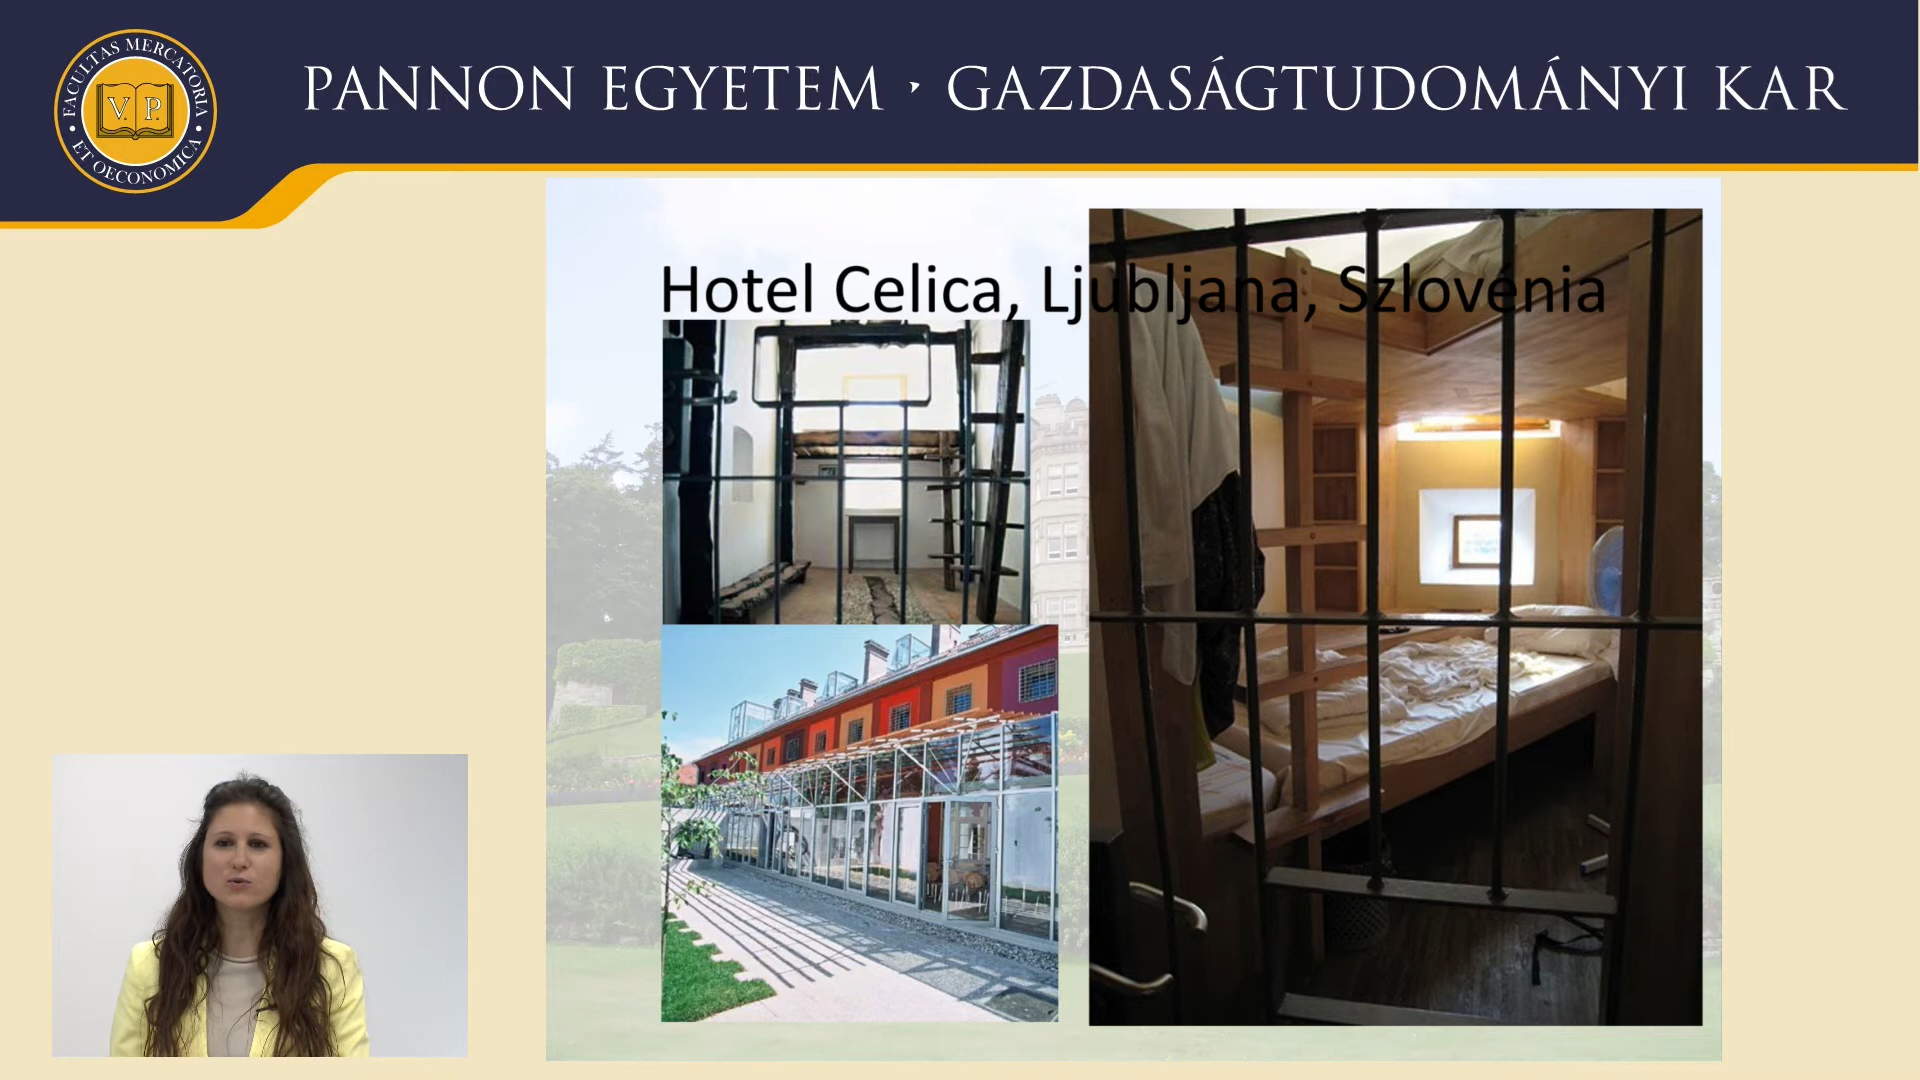 FACULTAS MERCATORIA
ET OECONOMICA
V. P.
PANNON EGYETEM · GAZDASÁGTUDOMÁNYI KAR
Hotel Celica, Ljubljana, Szlovénia